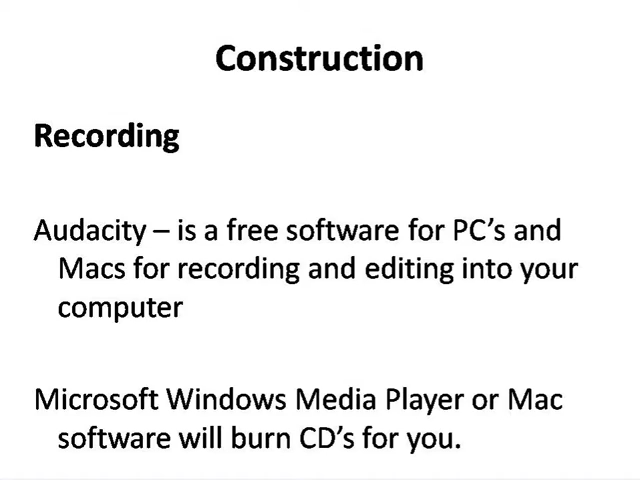 Construction
Recording
Audacity – is a free software for PC’s and
Macs for recording and editing into your
computer
Microsoft Windows Media Player or Mac
software will burn CD’s for you.